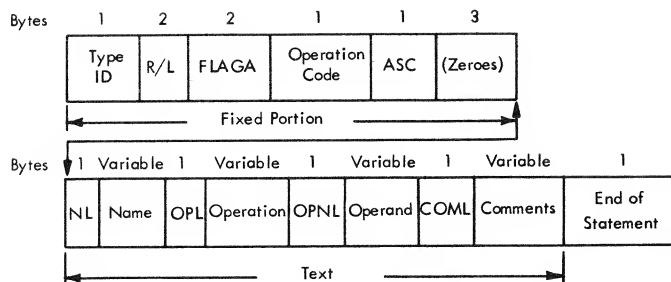 Bytes 1 2 2 1 1 3
Type ID R/L FLAGA Operation Code ASC (Zeroes)
Fixed Portion
Bytes 1 Variable 1 Variable 1 Variable 1 Variable 1
NL Name OPL Operation OPNL Operand COML Comments End of Statement
Text